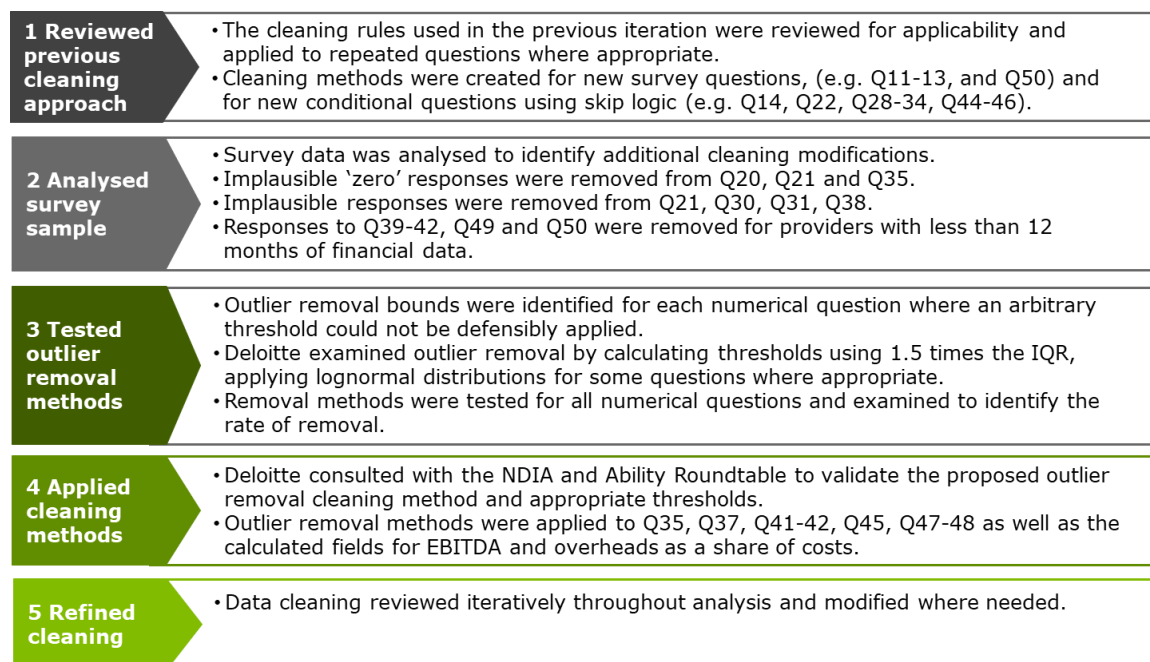 1 Reviewed
previous
cleaning
approach
• The cleaning rules used in the previous iteration were reviewed for applicability and
applied to repeated questions where appropriate.
• Cleaning methods were created for new survey questions, (e.g. Q11-13, and Q50) and
for new conditional questions using skip logic (e.g. Q14, Q22, Q28-34, Q44-46).
2 Analysed
survey
sample
• Survey data was analysed to identify additional cleaning modifications.
• Implausible ‘zero’ responses were removed from Q20, Q21 and Q35.
• Implausible responses were removed from Q21, Q30, Q31, Q38.
• Responses to Q39-42, Q49 and Q50 were removed for providers with less than 12
months of financial data.
3 Tested
outlier
removal
methods
• Outlier removal bounds were identified for each numerical question where an arbitrary
threshold could not be defensibly applied.
• Deloitte examined outlier removal by calculating thresholds using 1.5 times the IQR,
applying lognormal distributions for some questions where appropriate.
• Removal methods were tested for all numerical questions and examined to identify the
rate of removal.
4 Applied
cleaning
methods
• Deloitte consulted with the NDIA and Ability Roundtable to validate the proposed outlier
removal cleaning method and appropriate thresholds.
• Outlier removal methods were applied to Q35, Q37, Q41-42, Q45, Q47-48 as well as the
calculated fields for EBITDA and overheads as a share of costs.
5 Refined
cleaning
• Data cleaning reviewed iteratively throughout analysis and modified where needed.